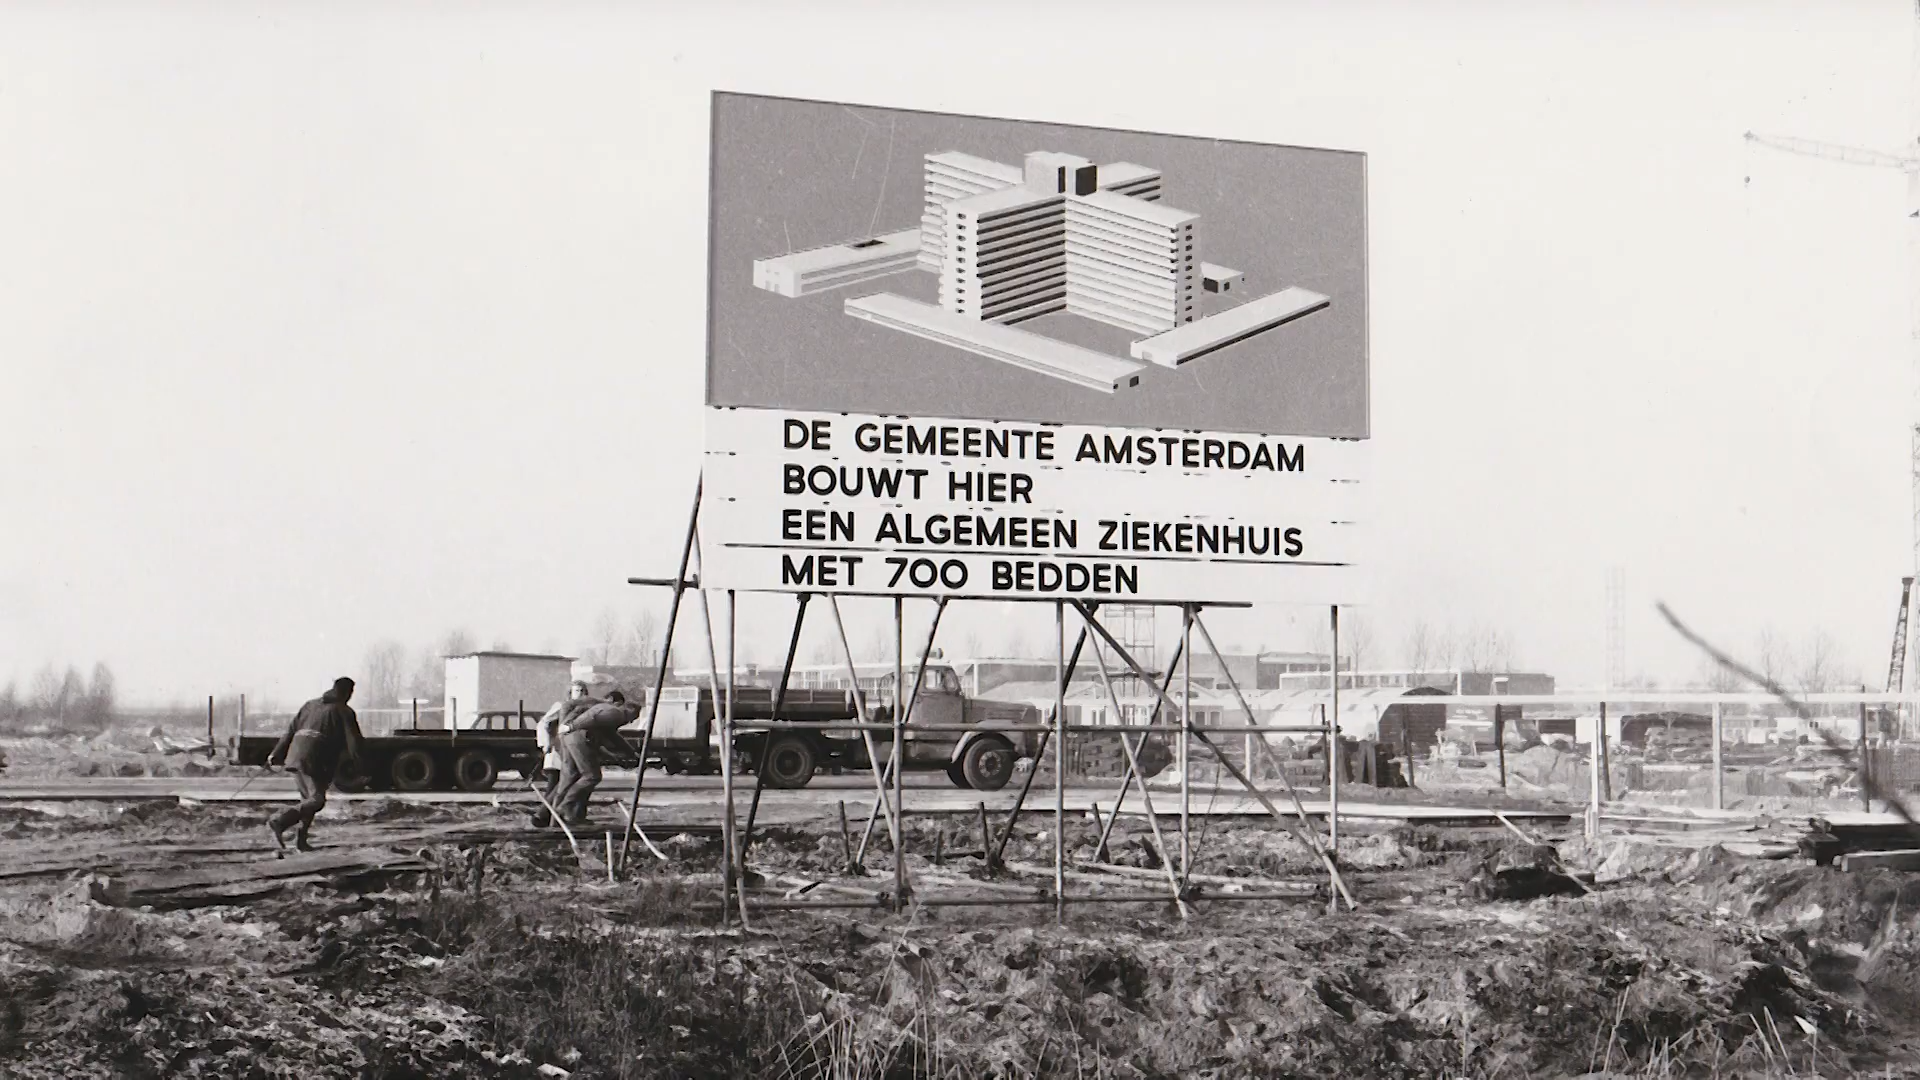 DE GEMEENTE AMSTERDAM
BOUWT HIER
EEN ALGEMEEN ZIEKENHUIS
MET 700 BEDDEN